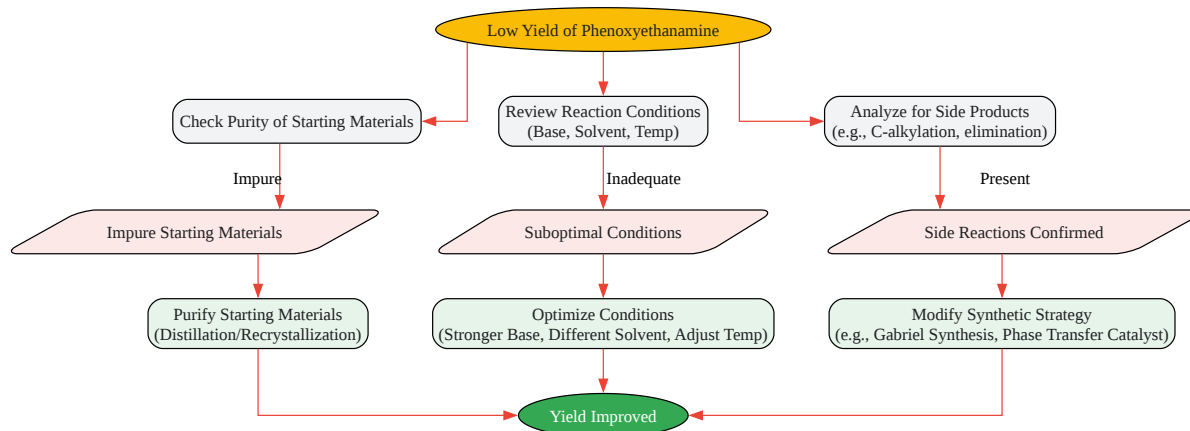 Low Yield of Phenoxyethanamine
Check Purity of Starting Materials
Review Reaction Conditions
(Base, Solvent, Temp)
Analyze for Side Products
(e.g., C-alkylation, elimination)
Impure
Inadequate
Present
Impure Starting Materials
Suboptimal Conditions
Side Reactions Confirmed
Purify Starting Materials
(Distillation/Recrystallization)
Optimize Conditions
(Stronger Base, Different Solvent, Adjust Temp)
Modify Synthetic Strategy
(e.g., Gabriel Synthesis, Phase Transfer Catalyst)
Yield Improved